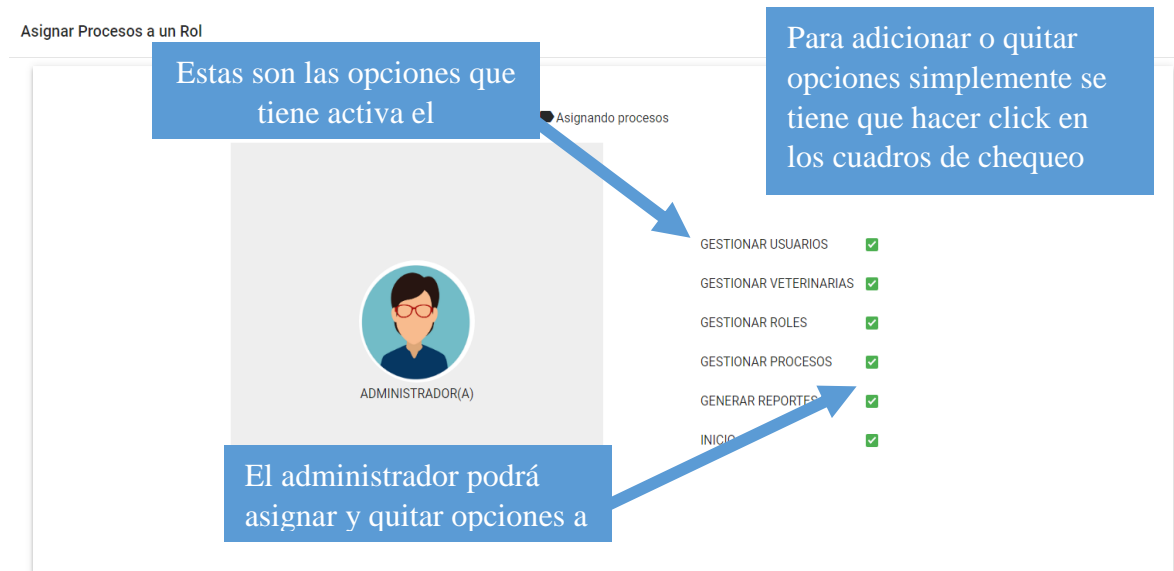 Asignar Procesos a un Rol
Estas son las opciones que
tiene activa el
Para adicionar o quitar
opciones simplemente se
tiene que hacer click en
los cuadros de chequeo
Asignando procesos
GESTIONAR USUARIOS
GESTIONAR VETERINARIAS
GESTIONAR ROLES
GESTIONAR PROCESOS
ADMINISTRADOR(A)
GENERAR REPORTES
INICIO
El administrador podrá
asignar y quitar opciones a